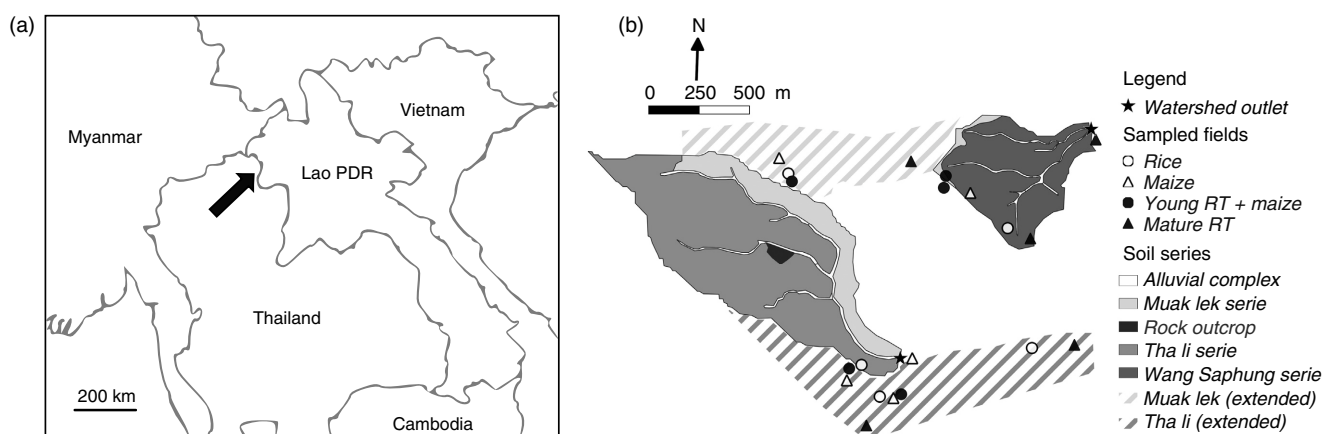 (a)
Myanmar
Vietnam
Lao PDR
Thailand
Cambodia
200 km
(b)
N
0 250 500 m
Legend
Watershed outlet
Sampled fields
Rice
Maize
Young RT + maize
Mature RT
Soil series
Alluvial complex
Muak lek serie
Rock outcrop
Tha li serie
Wang Saphung serie
Muak lek (extended)
Tha li (extended)